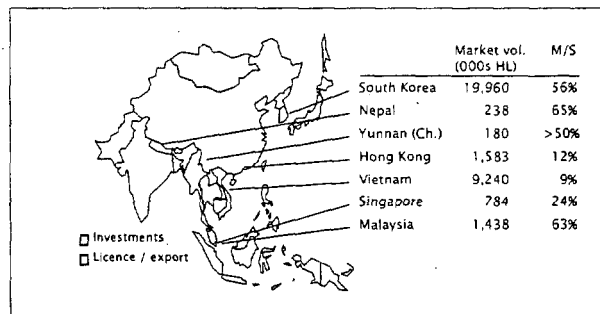 Market vol. M/S
(000s HL)
South Korea 19,960 56%
Nepal 238 65%
Yunnan (Ch.) 180 >50%
Hong Kong 1,583 12%
Vietnam 9,240 9%
Singapore 784 24%
Malaysia 1,438 63%
Investments
Licence / export